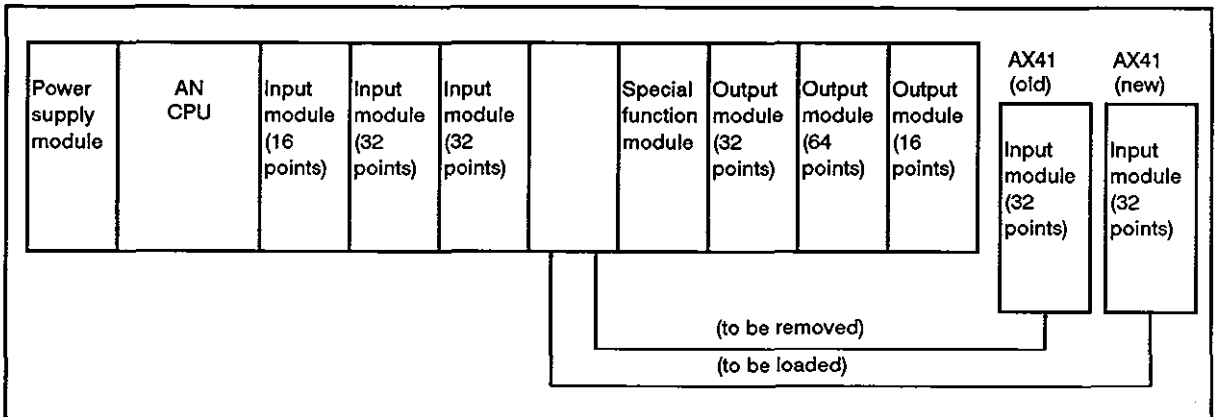 Power
supply
module
AN
CPU
Input
module
(16
points)
Input
module
(32
points)
Input
module
(32
points)
Special
function
module
Output
module
(32
points)
Output
module
(64
points)
Output
module
(16
points)
AX41
(old)
Input
module
(32
points)
AX41
(new)
Input
module
(32
points)
(to be removed)
(to be loaded)